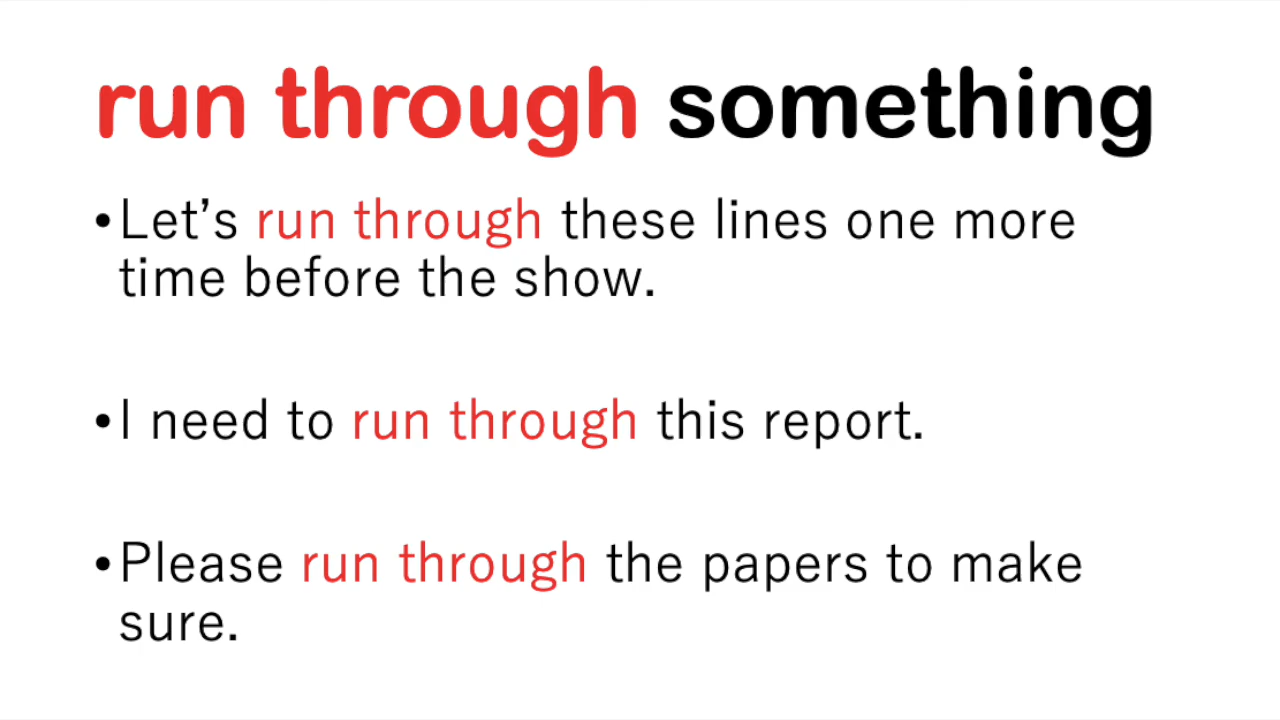 run through something
•Let’s run through these lines one more
time before the show.
•I need to run through this report.
•Please run through the papers to make
sure.